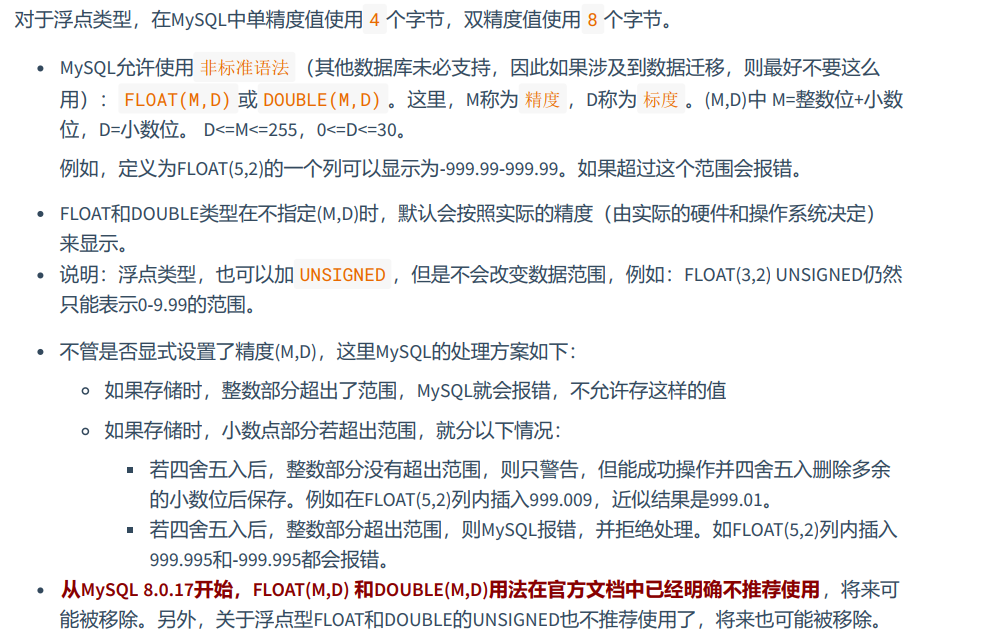 对于浮点类型，在MySQL中单精度值使用 4 个字节，双精度值使用 8 个字节。
• MySQL允许使用 非标准语法 （其他数据库未必支持，因此如果涉及到数据迁移，则最好不要这么
用）： FLOAT(M,D) 或 DOUBLE(M,D) 。这里，M称为 精度 ，D称为 标度 。(M,D)中 M=整数位+小数
位，D=小数位。 D<=M<=255，0<=D<=30。
例如，定义为FLOAT(5,2)的一个列可以显示为-999.99-999.99。如果超过这个范围会报错。
• FLOAT和DOUBLE类型在不指定(M,D)时，默认会按照实际的精度（由实际的硬件和操作系统决定）
来显示。
• 说明：浮点类型，也可以加 UNSIGNED ，但是不会改变数据范围，例如：FLOAT(3,2) UNSIGNED仍然
只能表示0-9.99的范围。
• 不管是否显式设置了精度(M,D)，这里MySQL的处理方案如下：
◦ 如果存储时，整数部分超出了范围，MySQL就会报错，不允许存这样的值
◦ 如果存储时，小数点部分若超出范围，就分以下情况：
▪ 若四舍五入后，整数部分没有超出范围，则只警告，但能成功操作并四舍五入删除多余
的小数位后保存。例如在FLOAT(5,2)列内插入999.009，近似结果是999.01。
▪ 若四舍五入后，整数部分超出范围，则MySQL报错，并拒绝处理。如FLOAT(5,2)列内插入
999.995和-999.995都会报错。
• 从MySQL 8.0.17开始，FLOAT(M,D) 和DOUBLE(M,D)用法在官方文档中已经明确不推荐使用，将来可
能被移除。另外，关于浮点型FLOAT和DOUBLE的UNSIGNED也不推荐使用了，将来也可能被移除。